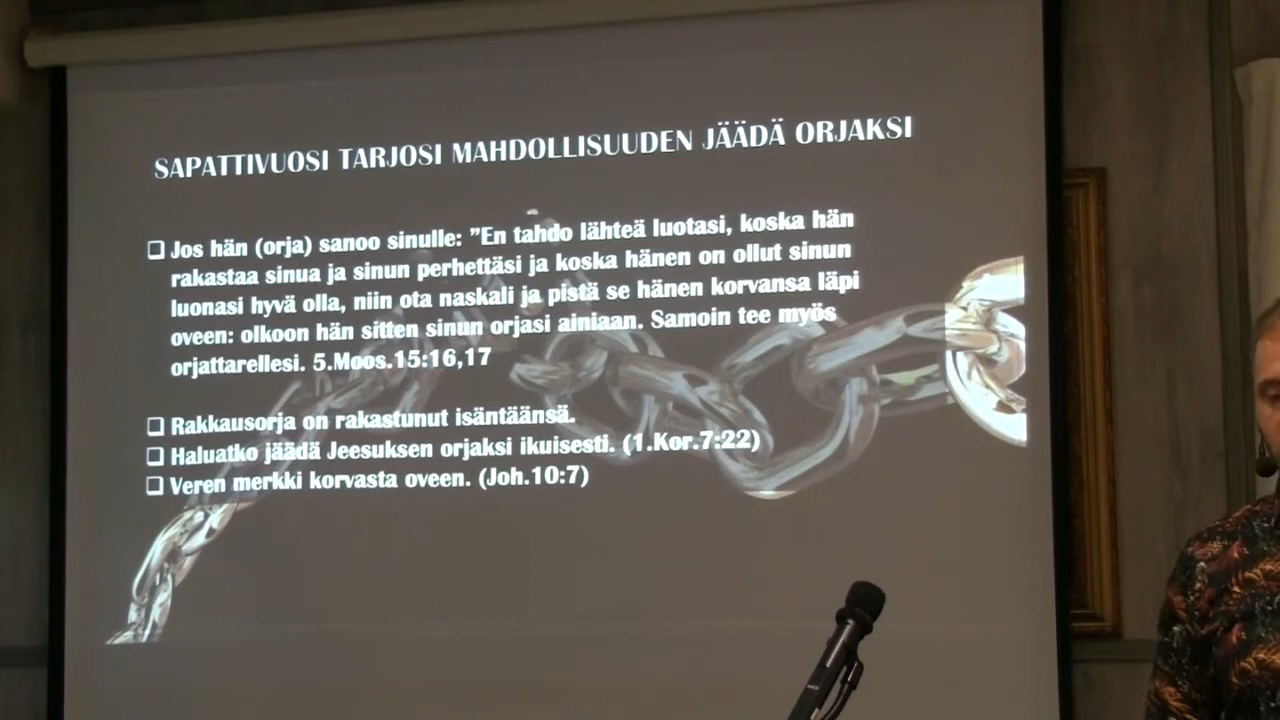 SAPATTIVUOSI TARJOSI MAHDOLLISUUDEN JÄÄDÄ ORJAKSI
Jos hän (orja) sanoo sinulle: ”En tahdo lähteä luotasi, koska hän
rakastaa sinua ja sinun perhettäsi ja koska hänen on ollut sinun
luonasi hyvä olla, niin ota naskali ja pistä se hänen korvansa läpi
oveen: olkoon hän sitten sinun orjasi ainiaan. Samoin tee myös
orjattarellesi. 5.Moos.15:16,17
Rakkausorja on rakastunut isäntäänsä.
Haluatko jäädä Jeesuksen orjaksi ikuisesti. (1.Kor.7:22)
Veren merkki korvasta oveen. (Joh.10:7)